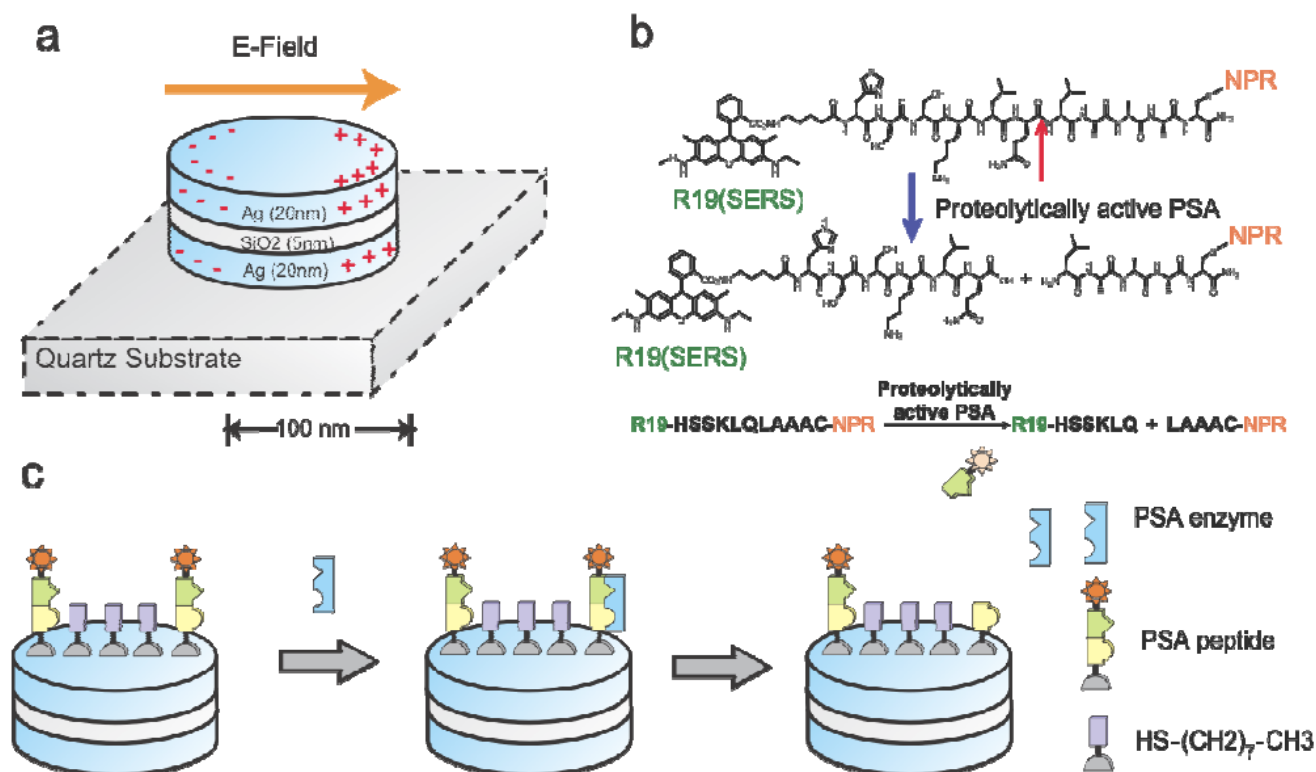 a
E-Field
Ag (20nm)
SiO2 (5nm)
Ag (20nm)
Quartz Substrate
100 nm
b
NPR
R19(SERS)
Proteolytically active PSA
NPR
R19(SERS)
Proteolytically
active PSA
R19-HSSKLQLAAAC-NPR
R19-HSSKLQ + LAAAC-NPR
c
PSA enzyme
PSA peptide
HS-(CH2)₇-CH3